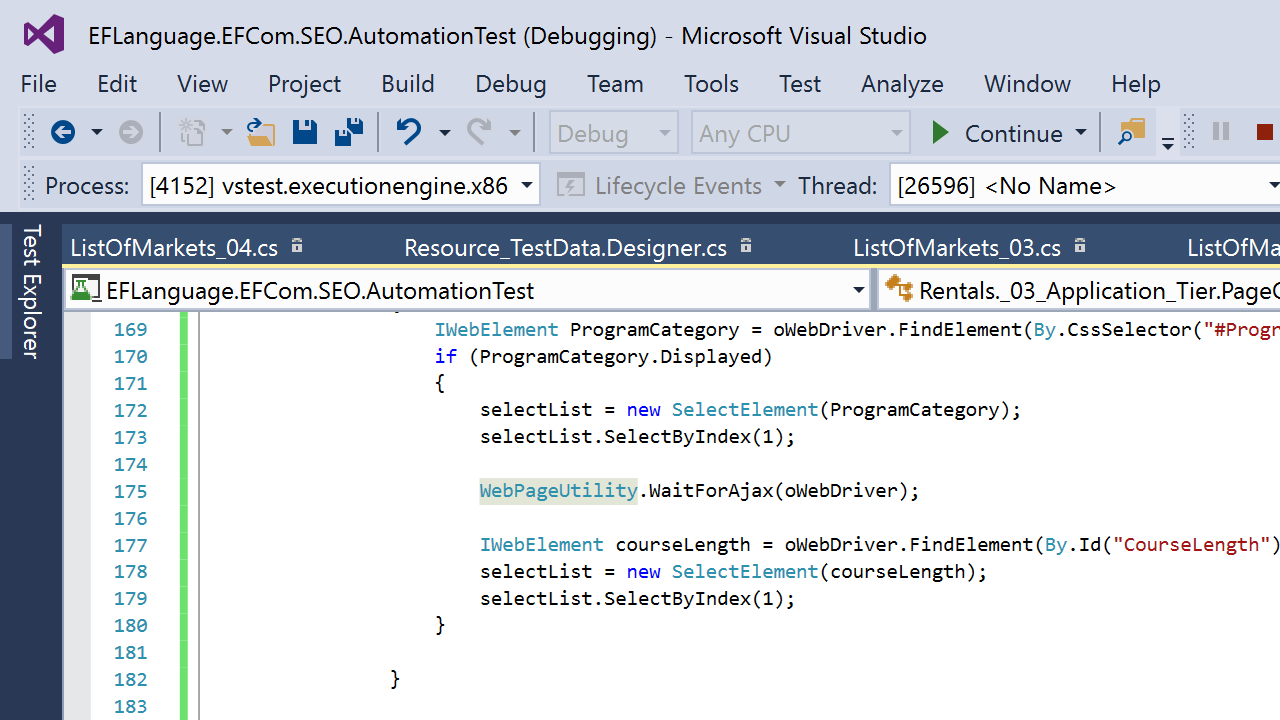 EFLanguage.EFCom.SEO.AutomationTest (Debugging) - Microsoft Visual Studio
File Edit View Project Build Debug Team Tools Test Analyze Window Help
Debug Any CPU Continue
Process: [4152] vstest.executionengine.x86 Lifecycle Events Thread: [26596] <No Name>
Test Explorer
ListOfMarkets_04.cs Resource_TestData.Designer.cs ListOfMarkets_03.cs ListOfMa
EFLanguage.EFCom.SEO.AutomationTest Rentals._03_Application_Tier.PageC
169 IWebElement ProgramCategory = oWebDriver.FindElement(By.CssSelector("#Progr
170 if (ProgramCategory.Displayed)
171 {
172 selectList = new SelectElement(ProgramCategory);
173 selectList.SelectByIndex(1);
174
175 WebPageUtility.WaitForAjax(oWebDriver);
176
177 IWebElement courseLength = oWebDriver.FindElement(By.Id("CourseLength")
178 selectList = new SelectElement(courseLength);
179 selectList.SelectByIndex(1);
180 }
181
182 }
183